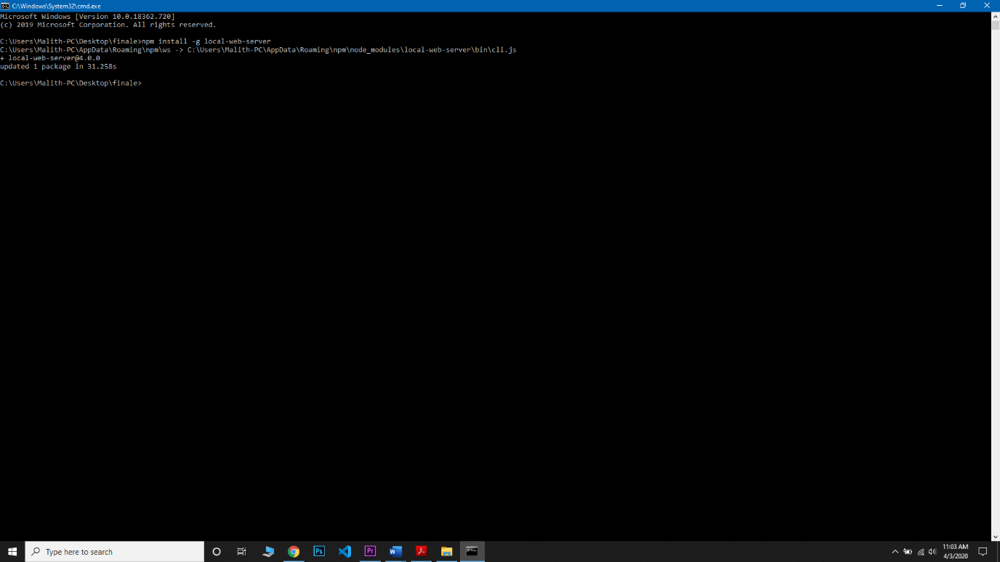 C:\Windows\System32\cmd.exe
Microsoft Windows [Version 10.0.18362.720]
(c) 2019 Microsoft Corporation. All rights reserved.
C:\Users\Malith-PC\Desktop\finale>npm install -g local-web-server
C:\Users\Malith-PC\AppData\Roaming\npm\ws -> C:\Users\Malith-PC\AppData\Roaming\npm\node_modules\local-web-server\bin\cli.js
+ local-web-server@4.0.0
updated 1 package in 31.258s
C:\Users\Malith-PC\Desktop\finale>
Type here to search
Ps
Pr
W
11:03 AM
4/3/2020